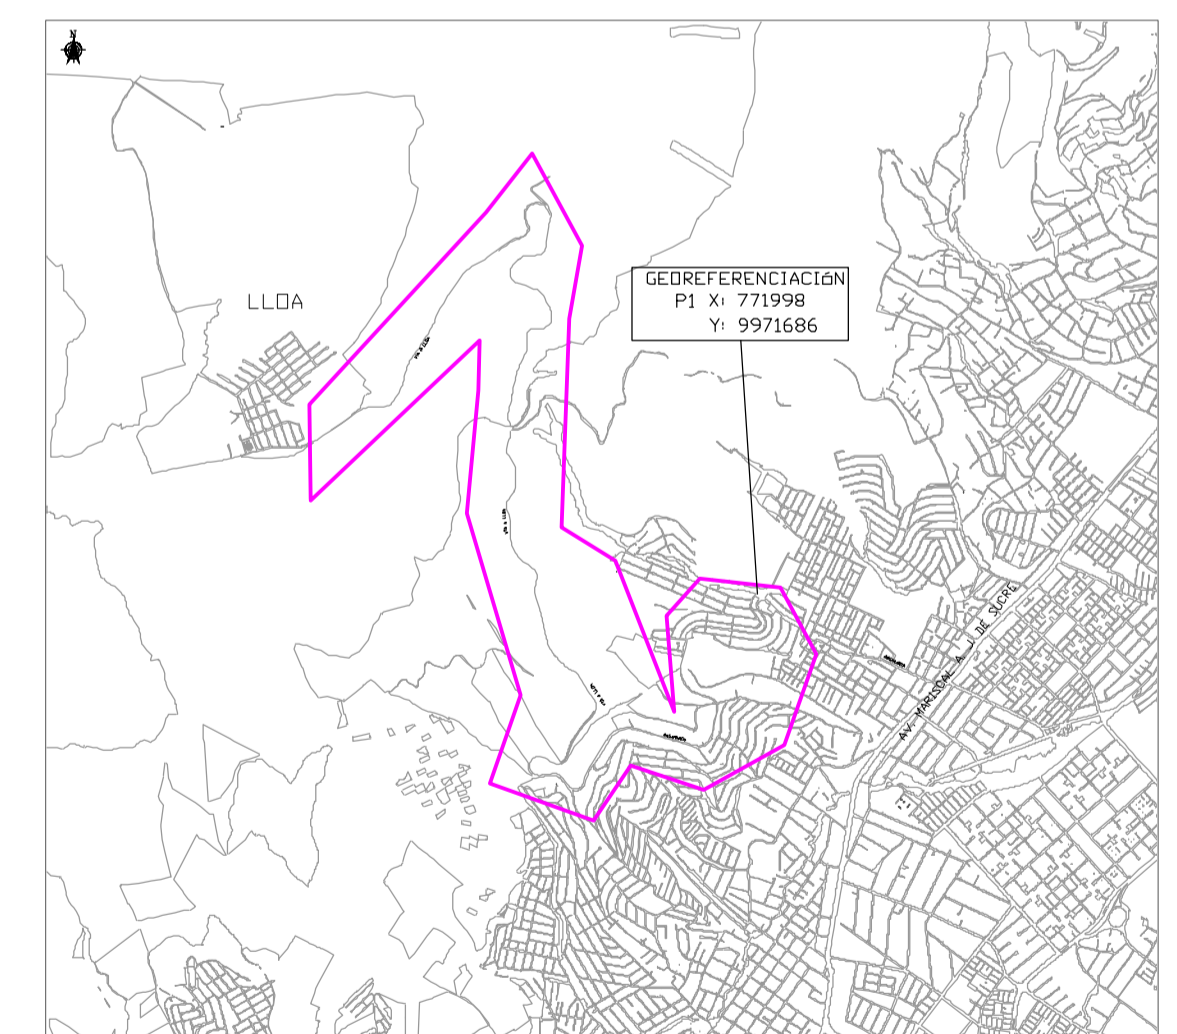 N
GEOREFERENCIACIÓN
P1 X: 771998
Y: 9971686
LLOA
AV. MARISCAL A. J. DE SUCRE